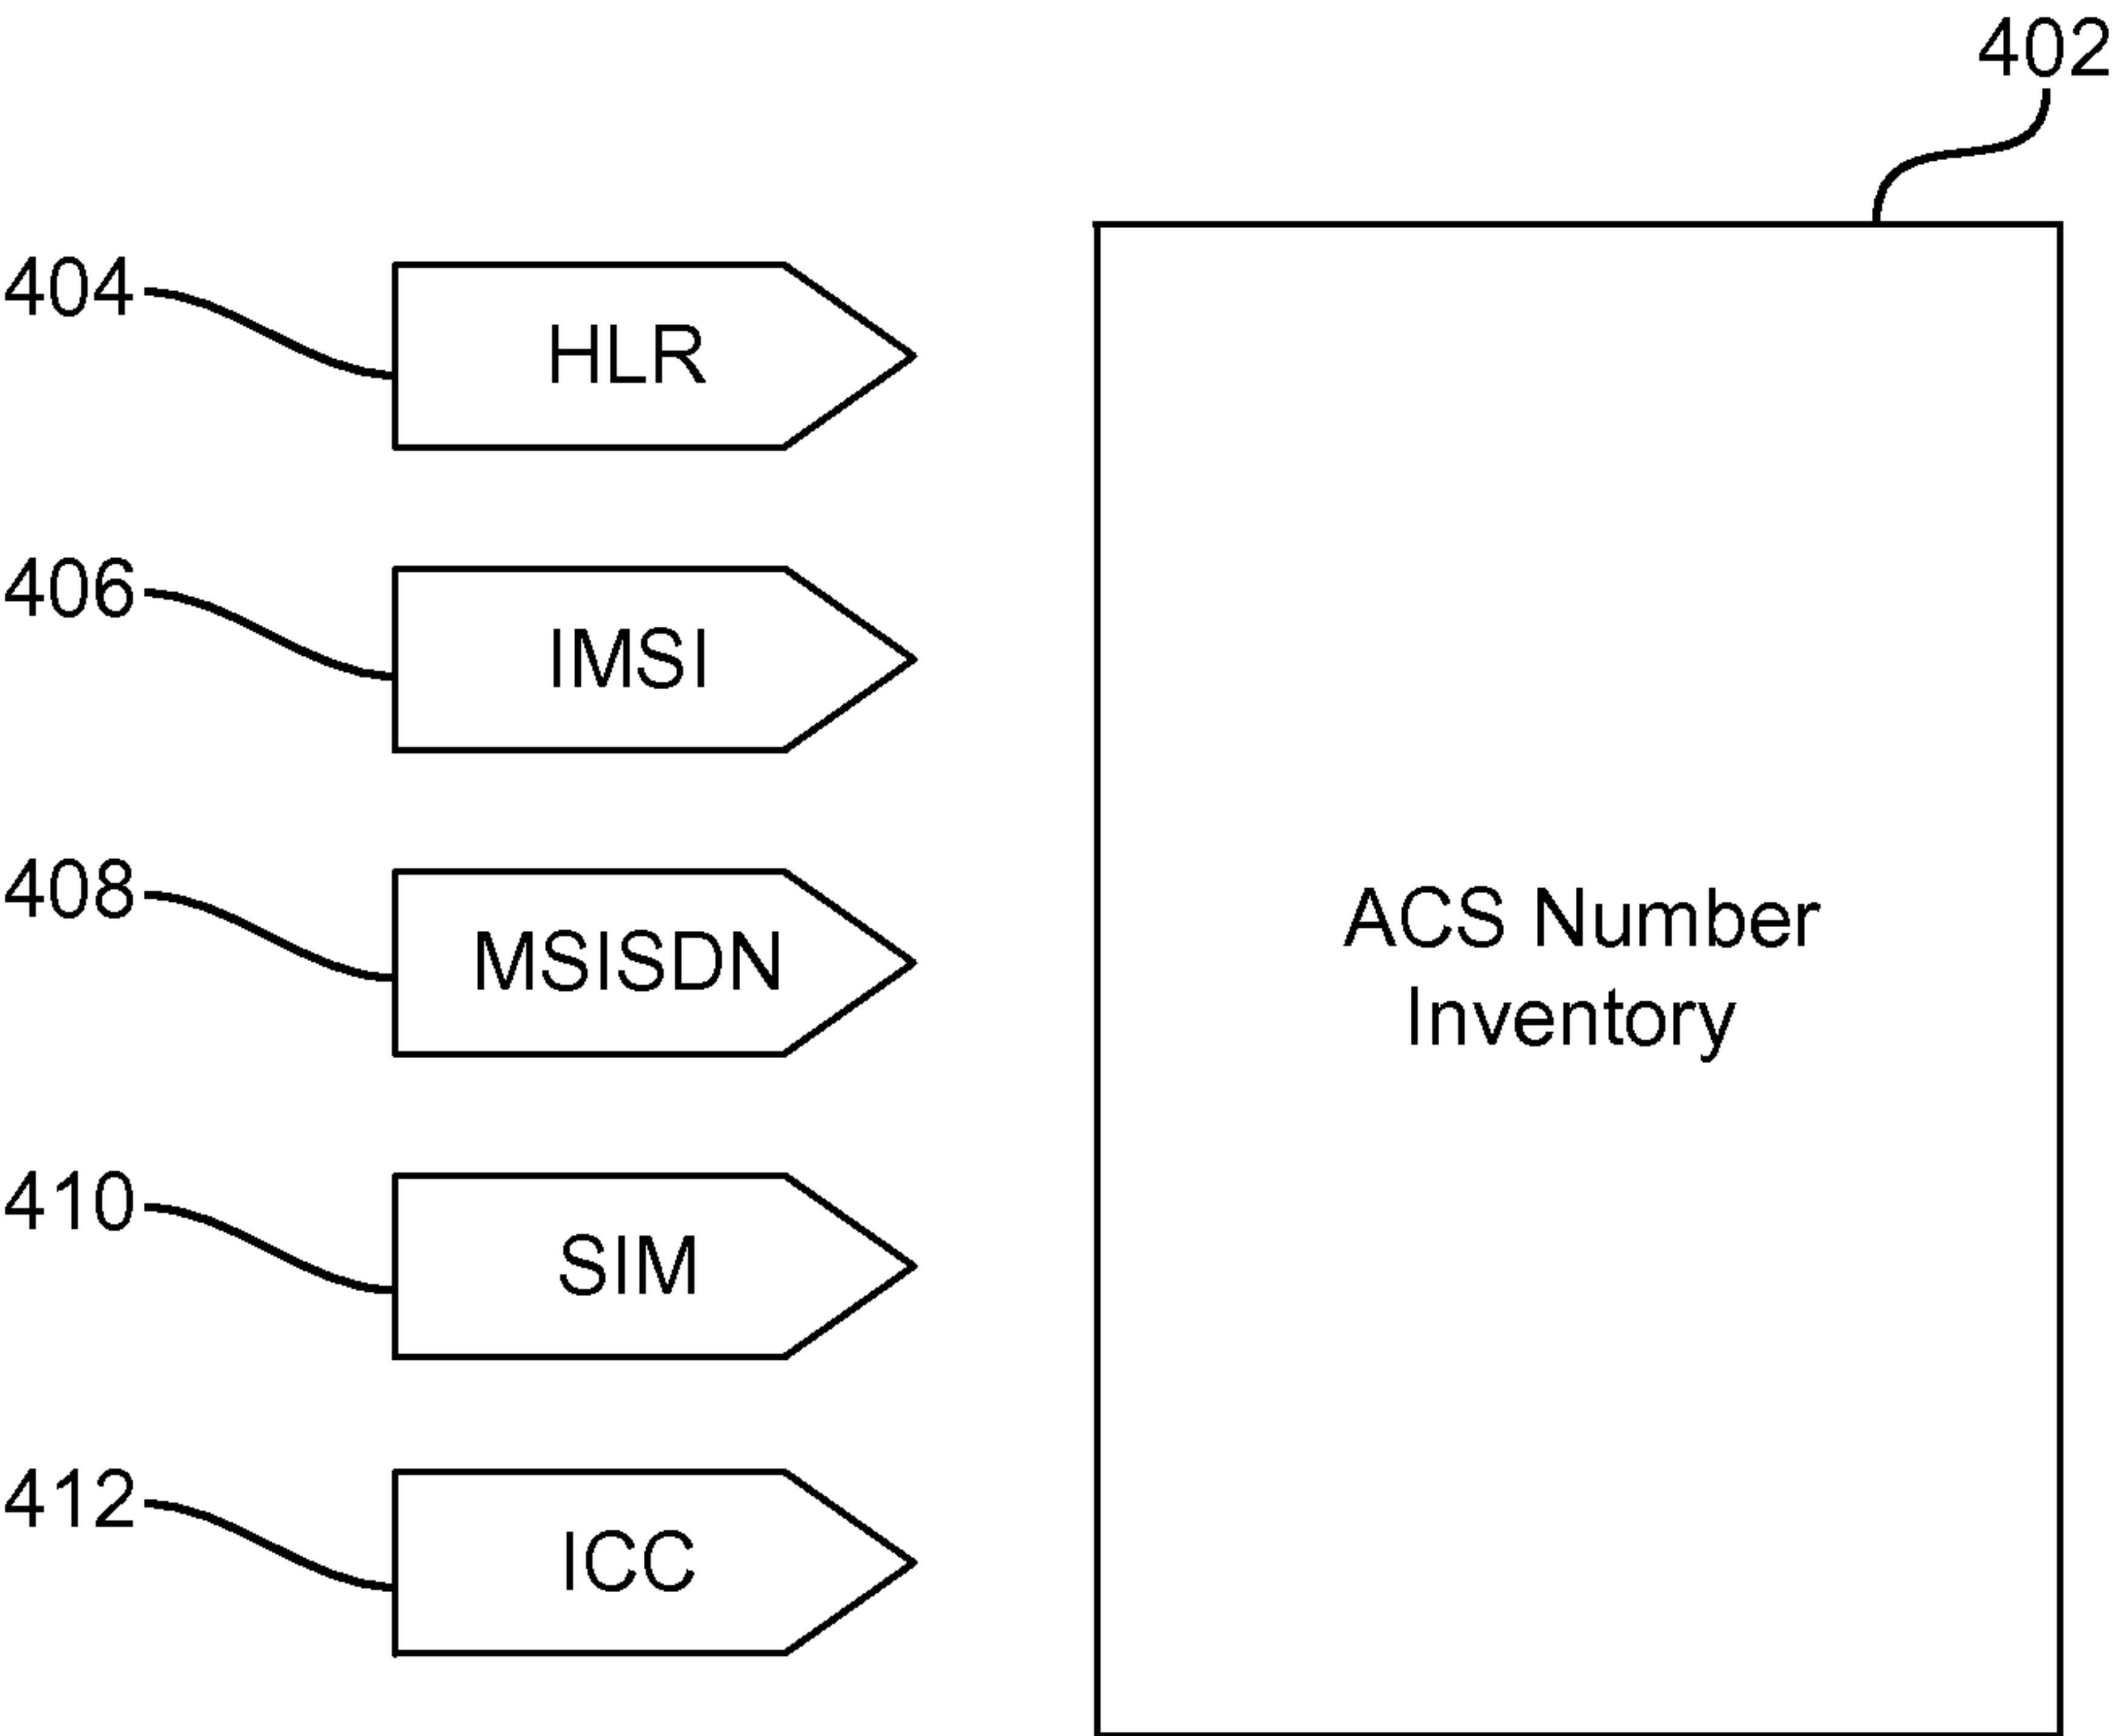 402
404
HLR
406
IMSI
408
MSISDN
ACS Number
Inventory
410
SIM
412
ICC